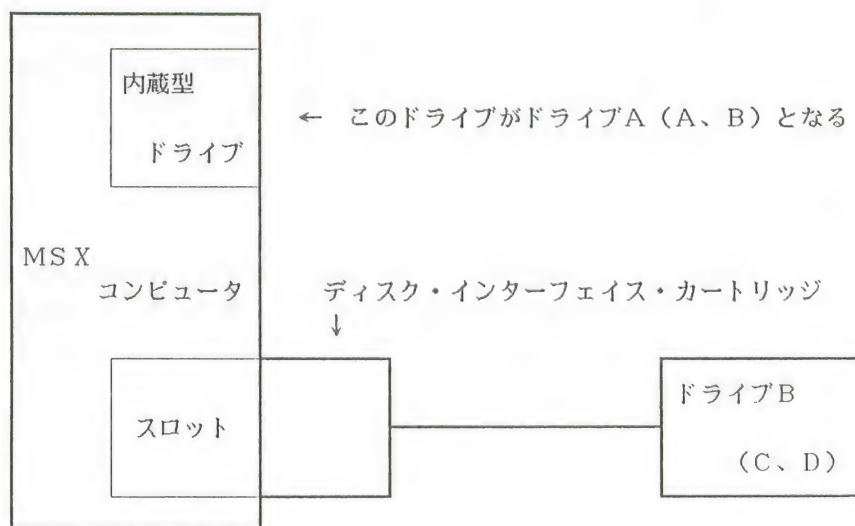 内蔵型
ドライブ
← このドライブがドライブA(A、B)となる
MSX
コンピュータ
ディスク・インターフェイス・カートリッジ
↓
スロット
ドライブB
(C、D)